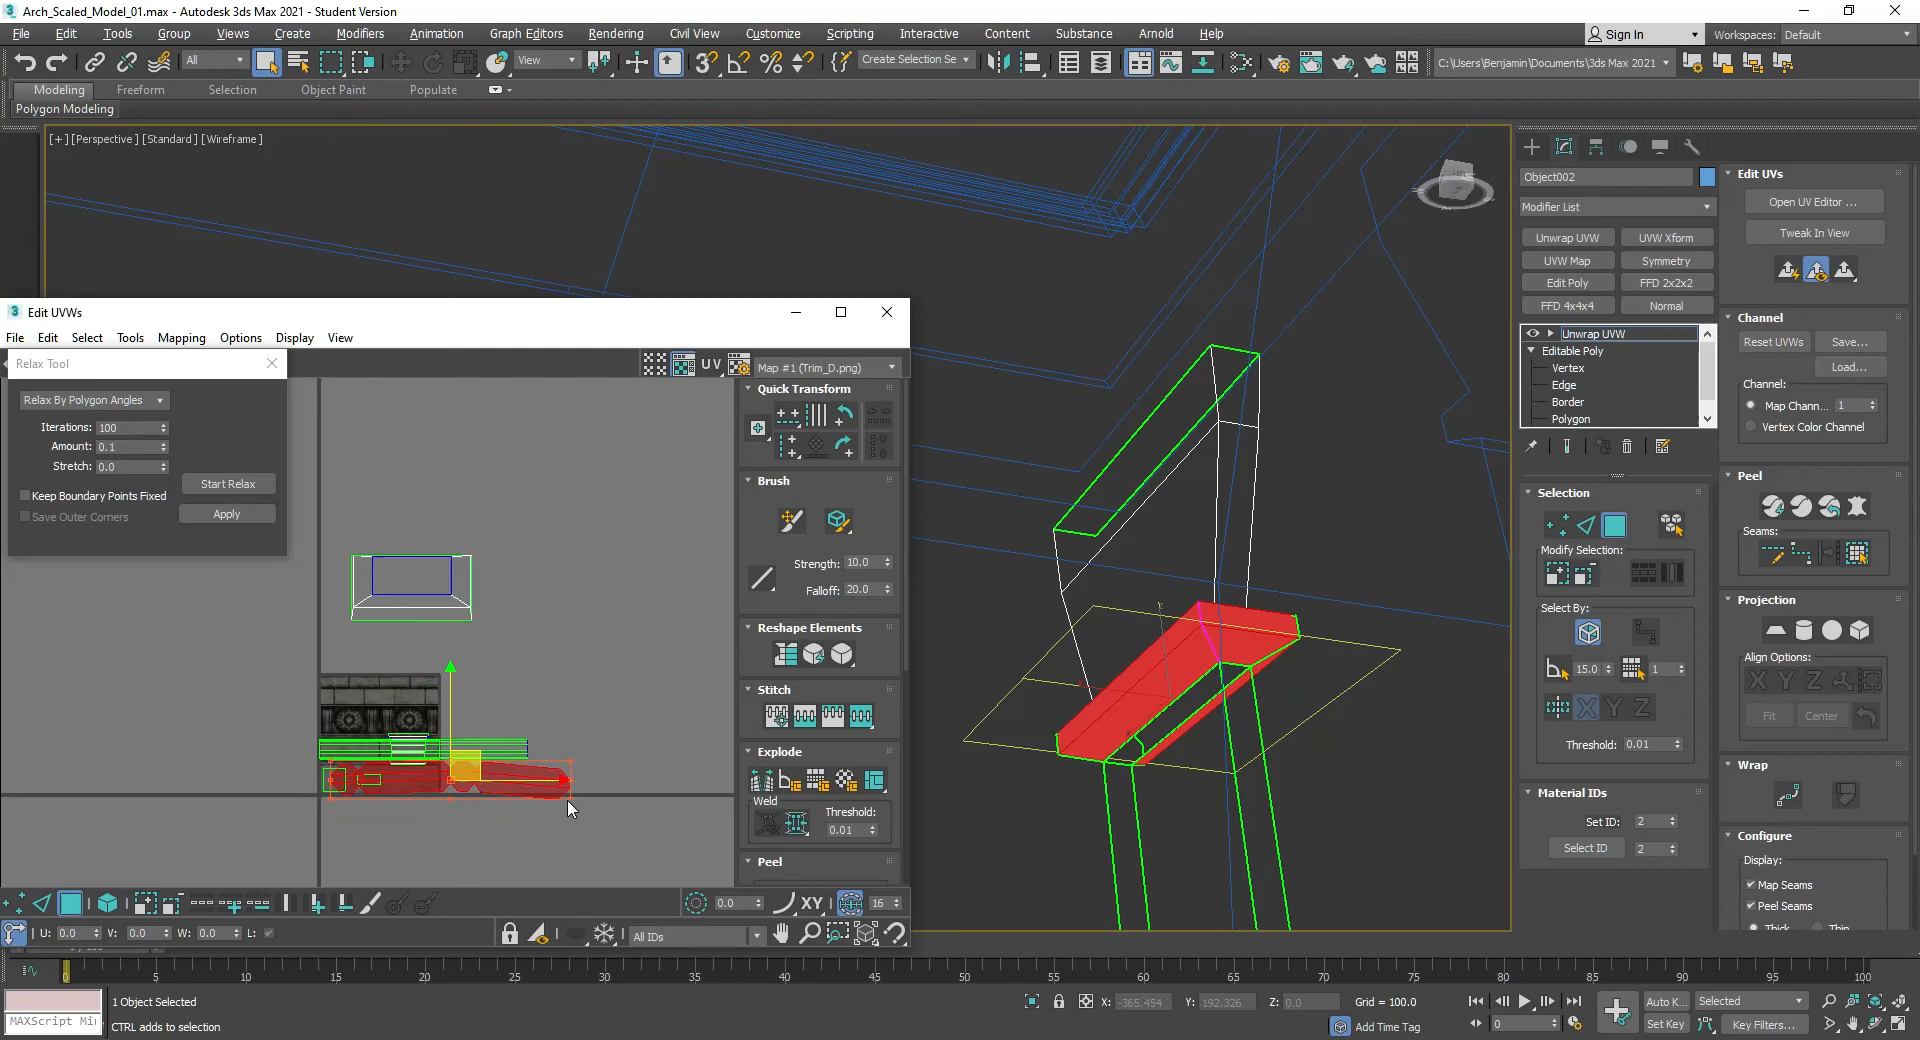 Arch_Scaled_Model_01.max - Autodesk 3ds Max 2021 - Student Version
File Edit Tools Group Views Create Modifiers Animation Graph Editors Rendering Civil View Customize Scripting Interactive Content Substance Arnold Help
Sign In Workspaces: Default
All View Create Selection Se C:\Users\Benjamin\Documents\3ds Max 2021
Modeling Freeform Selection Object Paint Populate
Polygon Modeling
[+] [Perspective] [Standard] [Wireframe]
Edit UVWs
File Edit Select Tools Mapping Options Display View
Relax Tool
Relax By Polygon Angles
Iterations: 100
Amount: 0.1
Stretch: 0.0
Start Relax
Keep Boundary Points Fixed
Save Outer Corners
Apply
UV Map #1 (Trim_D.png)
Quick Transform
Brush
Strength: 10.0
Falloff: 20.0
Reshape Elements
Stitch
Explode
Weld
Threshold:
0.01
Peel
0.0 XY 16
U: 0.0 V: 0.0 W: 0.0 L:
All IDs
Object002
Modifier List
Unwrap UVW UVW Xform
UVW Map Symmetry
Edit Poly FFD 2x2x2
FFD 4x4x4 Normal
Unwrap UVW
Editable Poly
Vertex
Edge
Border
Polygon
Selection
Modify Selection:
Select By:
15.0 1
X Y Z
Threshold: 0.01
Material IDs
Set ID: 2
Select ID 2
Edit UVs
Open UV Editor ...
Tweak In View
Channel
Reset UVWs Save...
Load...
Channel:
Map Chann... 1
Vertex Color Channel
Peel
Seams:
Projection
Align Options:
X Y Z
Fit Center
Wrap
Configure
Display:
Map Seams
Peel Seams
Thick Thin
0 5 10 15 20 25 30 35 40 45 50 55 60 65 70 75 80 85 90 95 100
1 Object Selected
MAXScript Mi
CTRL adds to selection
X: -365.454 Y: 192.326 Z: 0.0 Grid = 100.0
Add Time Tag
0
Auto K... Selected
Set Key Key Filters...